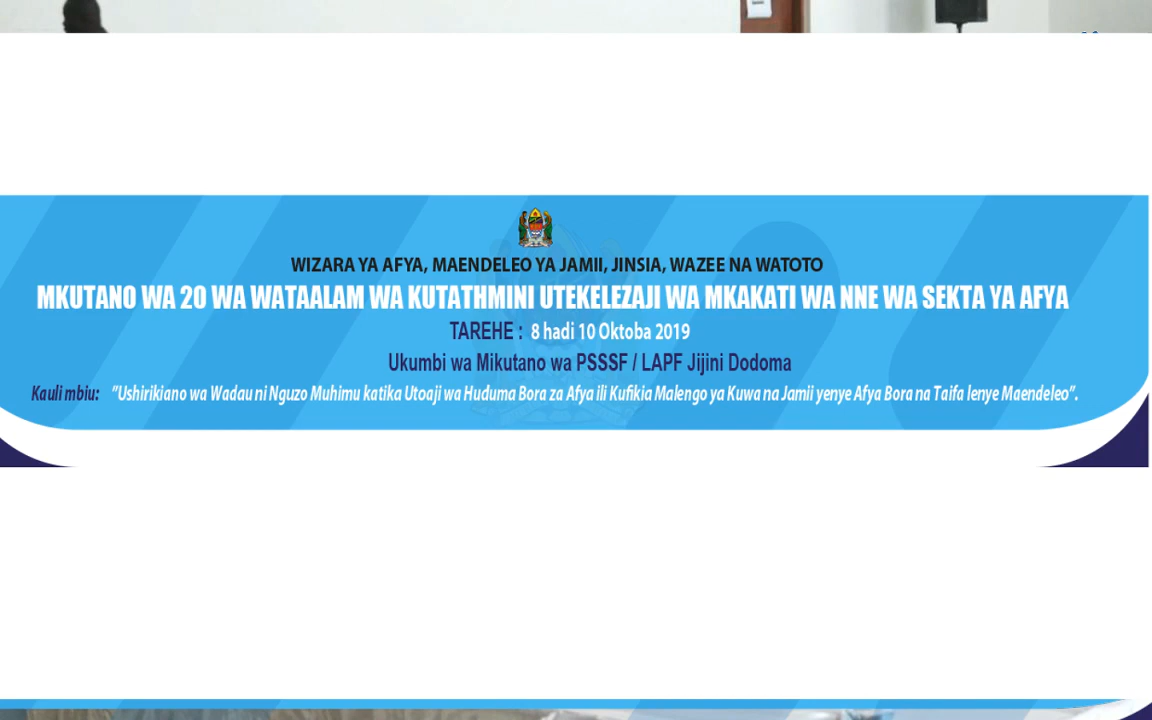 WIZARA YA AFYA, MAENDELEO YA JAMII, JINSIA, WAZEE NA WATOTO
MKUTANO WA 20 WA WATAALAM WA KUTATHMINI UTEKELEZAJI WA MKAKATI WA NNE WA SEKTA YA AFYA
TAREHE : 8 hadi 10 Oktoba 2019
Ukumbi wa Mikutano wa PSSSF / LAPF Jijini Dodoma
Kauli mbiu: "Ushirikiano wa Wadau ni Nguzo Muhimu katika Utoaji wa Huduma Bora za Afya ili Kufikia Malengo ya Kuwa na Jamii yenye Afya Bora na Taifa lenye Maendeleo".